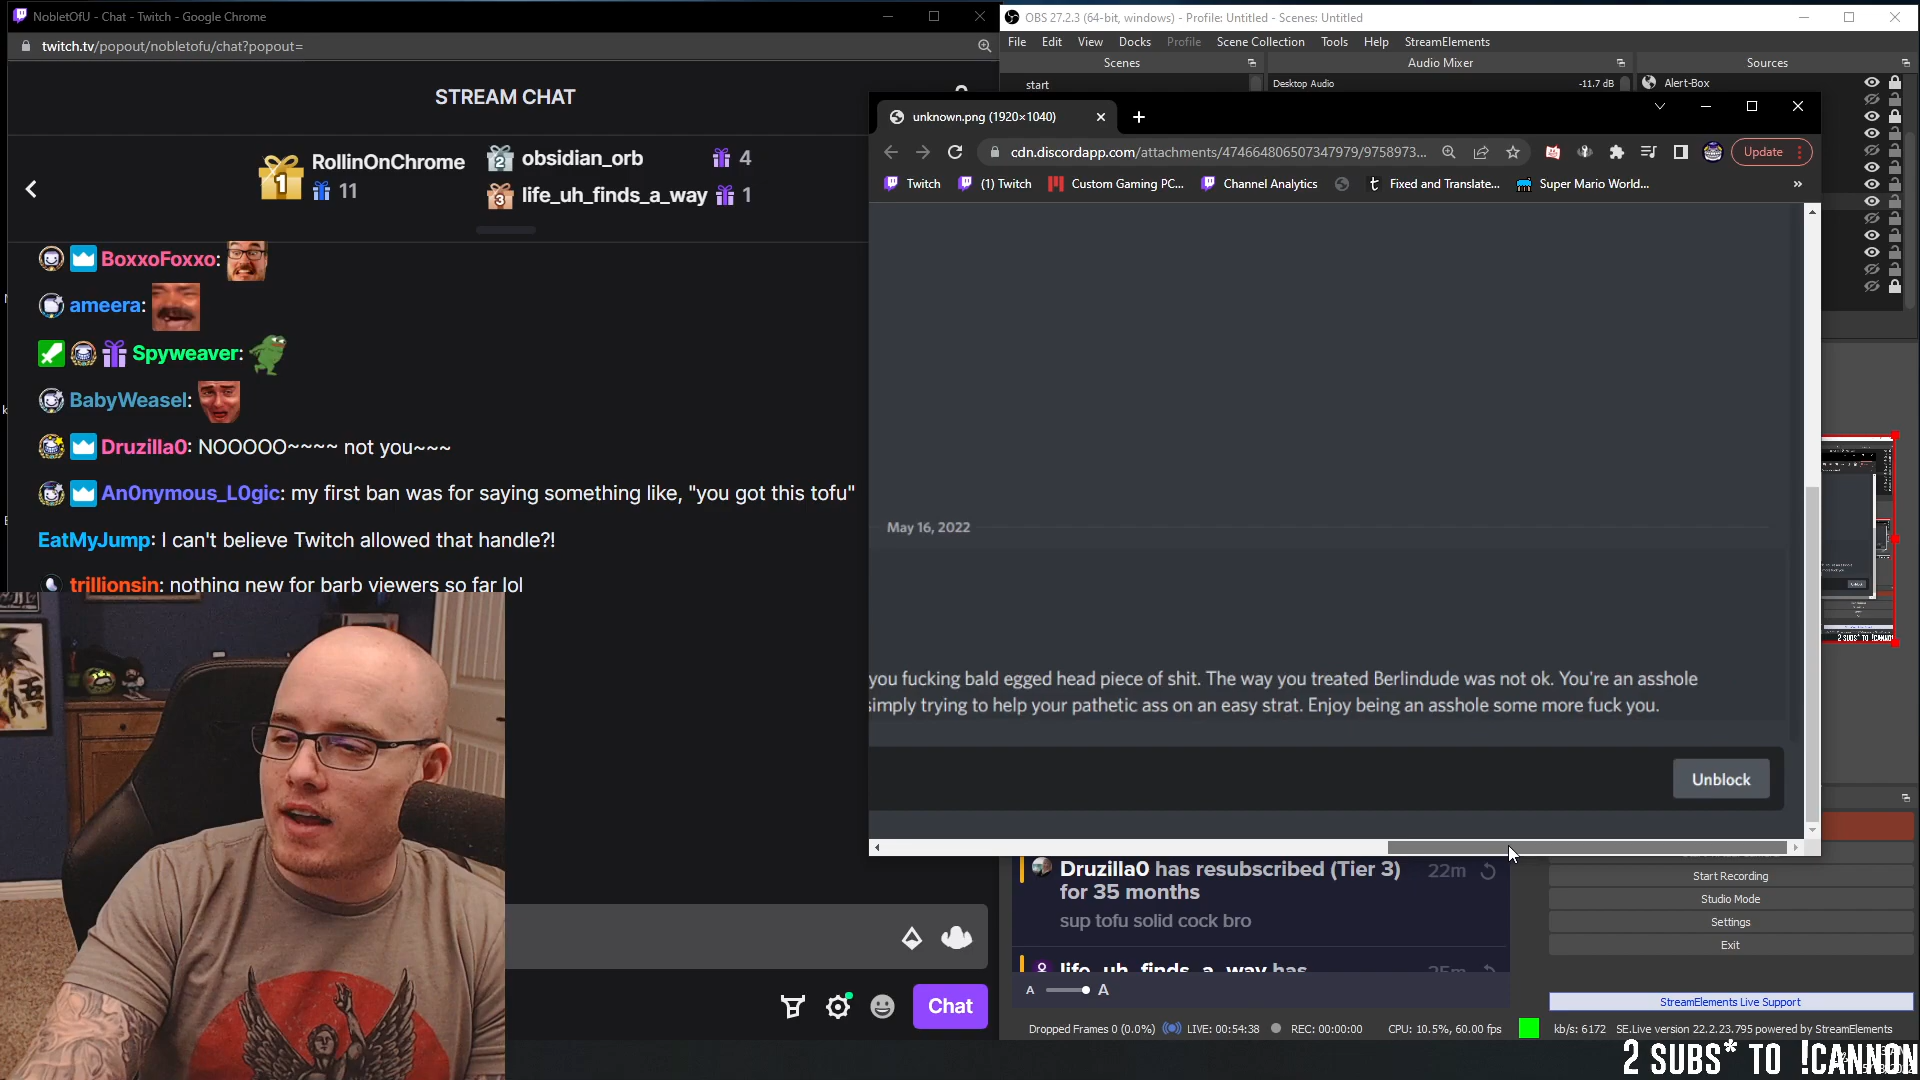 NobletOfU - Chat - Twitch - Google Chrome
twitch.tv/popout/nobletofu/chat?popout=
STREAM CHAT
1 RollinOnChrome 11
2 obsidian_orb 4
3 life_uh_finds_a_way 1
BoxxoFoxxo:
ameera:
Spyweaver:
BabyWeasel:
Druzilla0: NOOOOO~~~~ not you~~~
An0nymous_L0gic: my first ban was for saying something like, "you got this tofu"
EatMyJump: I can't believe Twitch allowed that handle?!
trillionsin: nothing new for barb viewers so far lol
Chat
OBS 27.2.3 (64-bit, windows) - Profile: Untitled - Scenes: Untitled
File Edit View Docks Profile Scene Collection Tools Help StreamElements
Scenes Audio Mixer Sources
start Desktop Audio -11.7 dB Alert-Box
unknown.png (1920×1040)
cdn.discordapp.com/attachments/474664806507347979/9758973... Update
Twitch (1) Twitch Custom Gaming PC... Channel Analytics Fixed and Translate... Super Mario World... »
May 16, 2022
you fucking bald egged head piece of shit. The way you treated Berlindude was not ok. You're an asshole
simply trying to help your pathetic ass on an easy strat. Enjoy being an asshole some more fuck you.
Unblock
Druzilla0 has resubscribed (Tier 3) 22m
for 35 months
sup tofu solid cock bro
life_uh_finds_a_way has
A A
Start Recording
Studio Mode
Settings
Exit
StreamElements Live Support
Dropped Frames 0 (0.0%) LIVE: 00:54:38 REC: 00:00:00 CPU: 10.5%, 60.00 fps kb/s: 6172 SE.Live version 22.2.23.795 powered by StreamElements
2 SUBS* TO !CANNON